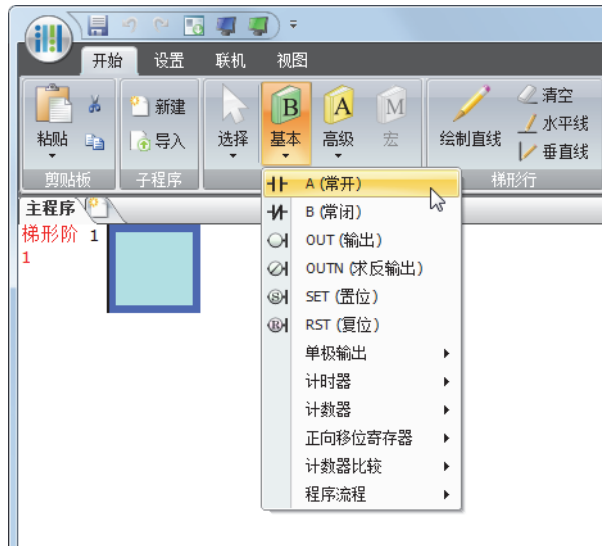 开始 设置 联机 视图
粘贴 新建 导入 选择 B 基本 A 高级 M 宏 绘制直线 清空 水平线 垂直线
剪贴板 子程序 梯形行
主程序
梯形阶 1
1
A (常开)
B (常闭)
OUT (输出)
OUTN (求反输出)
S SET (置位)
R RST (复位)
单极输出
计时器
计数器
正向移位寄存器
计数器比较
程序流程